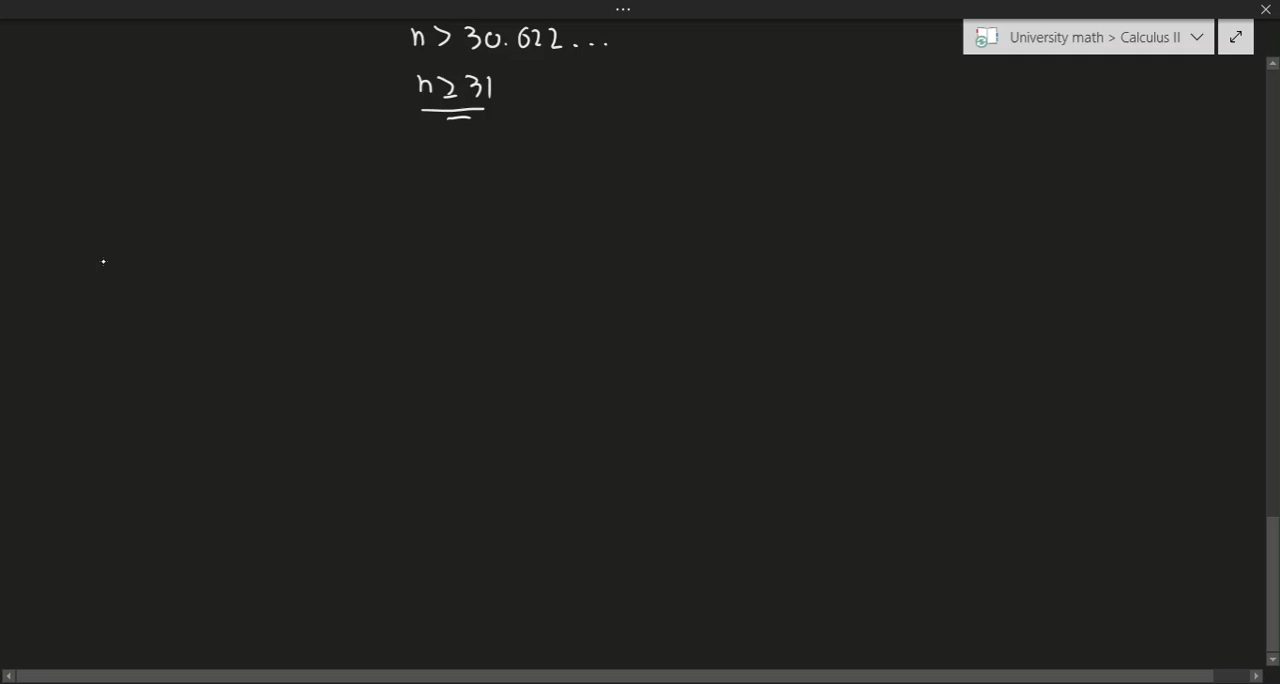 ...
University math > Calculus II
n > 30.622...
n ≥ 31